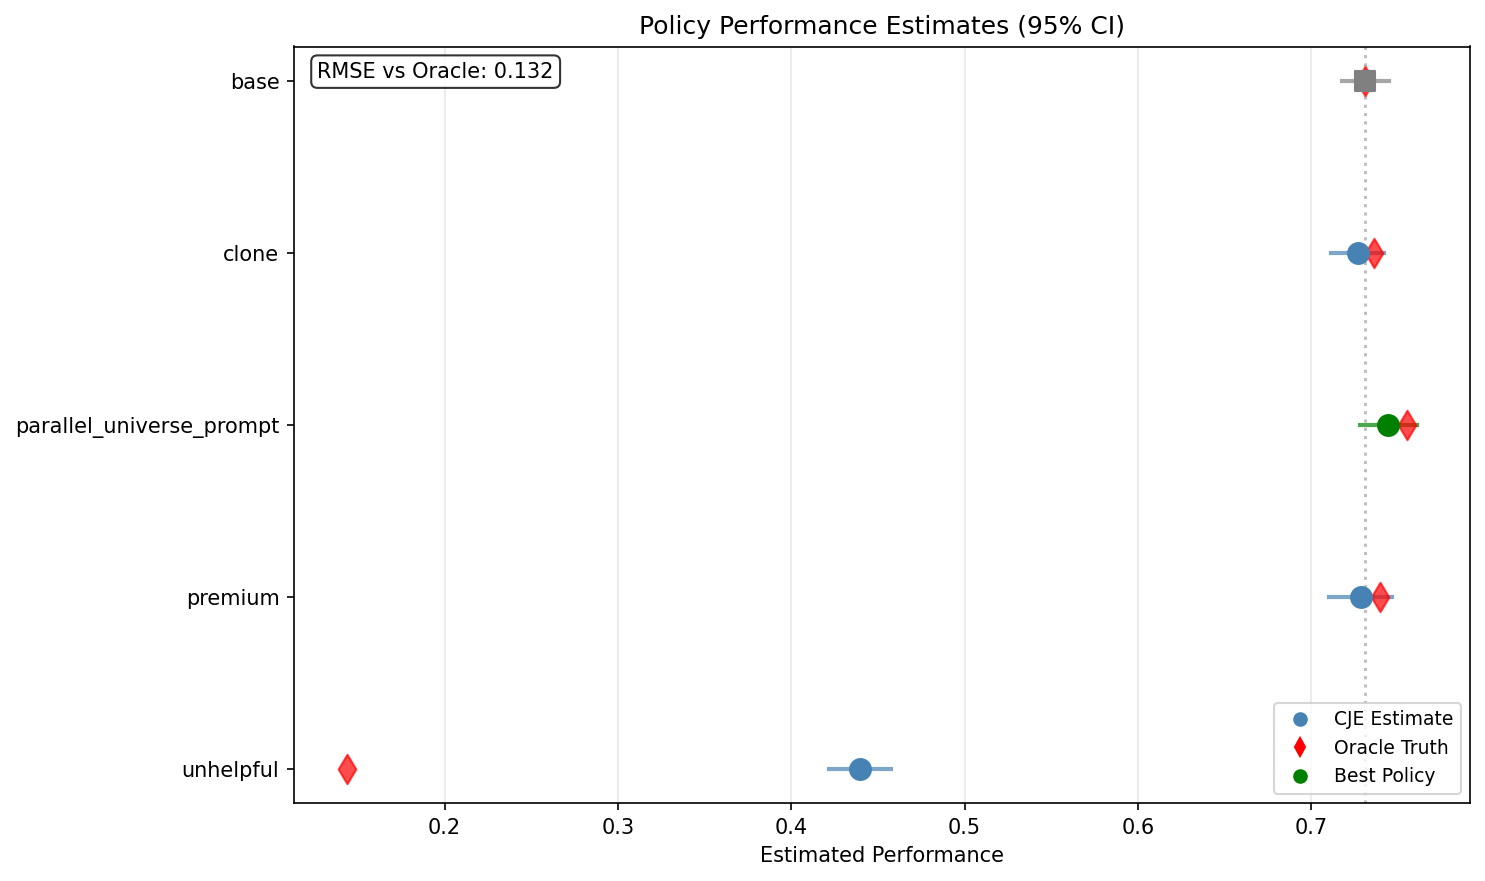 Policy Performance Estimates (95% CI)
RMSE vs Oracle: 0.132
base
clone
parallel_universe_prompt
premium
unhelpful
CJE Estimate
Oracle Truth
Best Policy
0.2 0.3 0.4 0.5 0.6 0.7
Estimated Performance